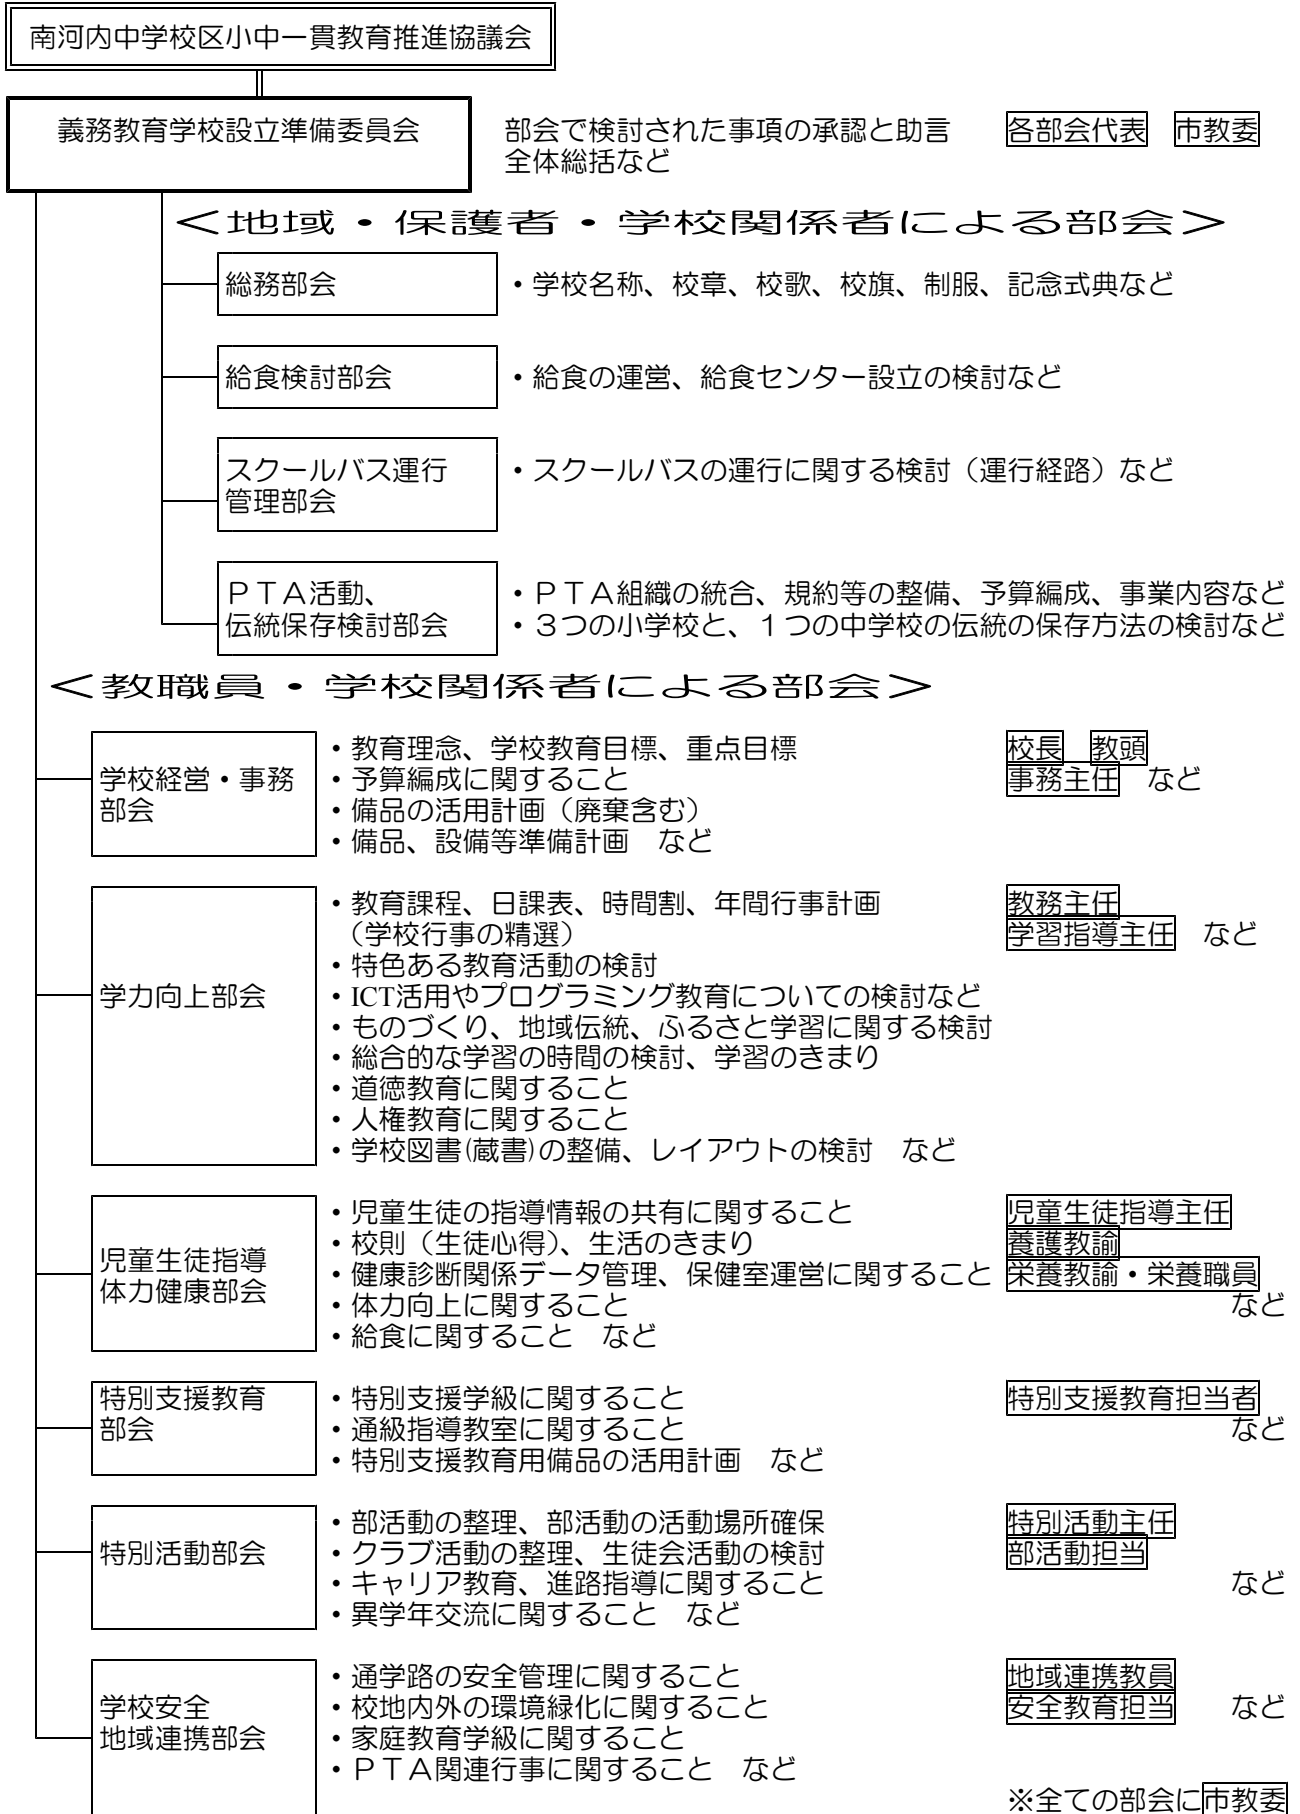 南河内中学校区小中一貫教育推進協議会
義務教育学校設立準備委員会 部会で検討された事項の承認と助言 各部会代表 市教委
全体総括など
＜地域・保護者・学校関係者による部会＞
総務部会 ・学校名称、校章、校歌、校旗、制服、記念式典など
給食検討部会 ・給食の運営、給食センター設立の検討など
スクールバス運行 ・スクールバスの運行に関する検討（運行経路）など
管理部会
ＰＴＡ活動、 ・ＰＴＡ組織の統合、規約等の整備、予算編成、事業内容など
伝統保存検討部会 ・３つの小学校と、１つの中学校の伝統の保存方法の検討など
＜教職員・学校関係者による部会＞
・教育理念、学校教育目標、重点目標 校長 教頭
学校経営・事務 ・予算編成に関すること 事務主任 など
部会 ・備品の活用計画（廃棄含む）
・備品、設備等準備計画 など
・教育課程、日課表、時間割、年間行事計画 教務主任
（学校行事の精選） 学習指導主任 など
・特色ある教育活動の検討
学力向上部会 ・ICT活用やプログラミング教育についての検討など
・ものづくり、地域伝統、ふるさと学習に関する検討
・総合的な学習の時間の検討、学習のきまり
・道徳教育に関すること
・人権教育に関すること
・学校図書(蔵書)の整備、レイアウトの検討 など
・児童生徒の指導情報の共有に関すること 児童生徒指導主任
・校則（生徒心得）、生活のきまり 養護教諭
児童生徒指導 ・健康診断関係データ管理、保健室運営に関すること 栄養教諭・栄養職員
体力健康部会 ・体力向上に関すること など
・給食に関すること など
特別支援教育 ・特別支援学級に関すること 特別支援教育担当者
部会 ・通級指導教室に関すること など
・特別支援教育用備品の活用計画 など
・部活動の整理、部活動の活動場所確保 特別活動主任
特別活動部会 ・クラブ活動の整理、生徒会活動の検討 部活動担当
・キャリア教育、進路指導に関すること など
・異学年交流に関すること など
・通学路の安全管理に関すること 地域連携教員
学校安全 ・校地内外の環境緑化に関すること 安全教育担当 など
地域連携部会 ・家庭教育学級に関すること
・ＰＴＡ関連行事に関すること など
※全ての部会に市教委